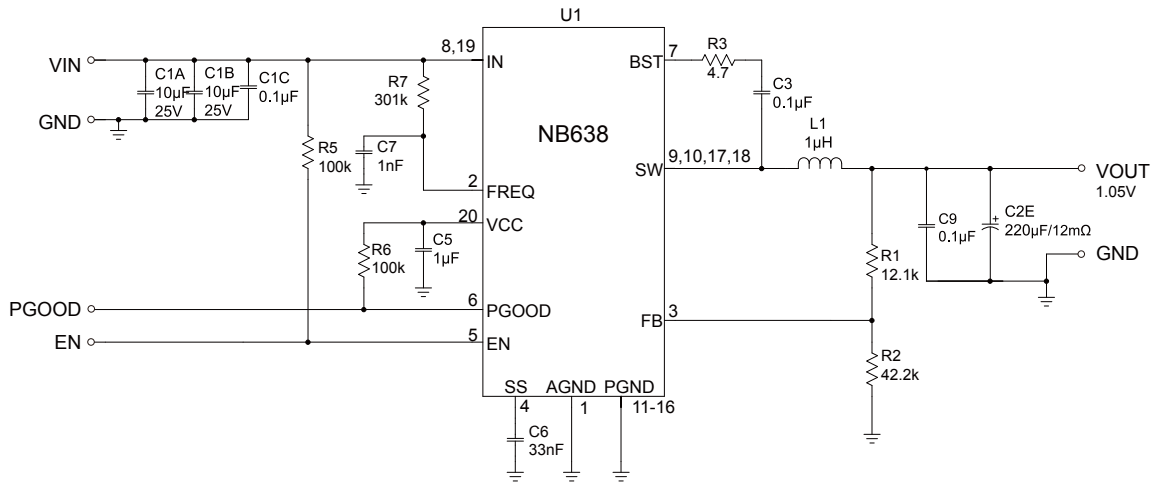 U1
VIN
GND
C1A
10µF
25V
C1B
10µF
25V
C1C
0.1µF
R7
301k
8,19
IN
BST
7
R3
4.7
C3
0.1µF
NB638
R5
100k
C7
1nF
2
FREQ
9,10,17,18
SW
L1
1µH
VOUT
1.05V
20
VCC
R6
100k
C5
1µF
C9
0.1µF
+
C2E
220µF/12mΩ
GND
R1
12.1k
PGOOD
6
PGOOD
FB
3
EN
5
EN
R2
42.2k
SS
AGND
PGND
4
1
11-16
C6
33nF